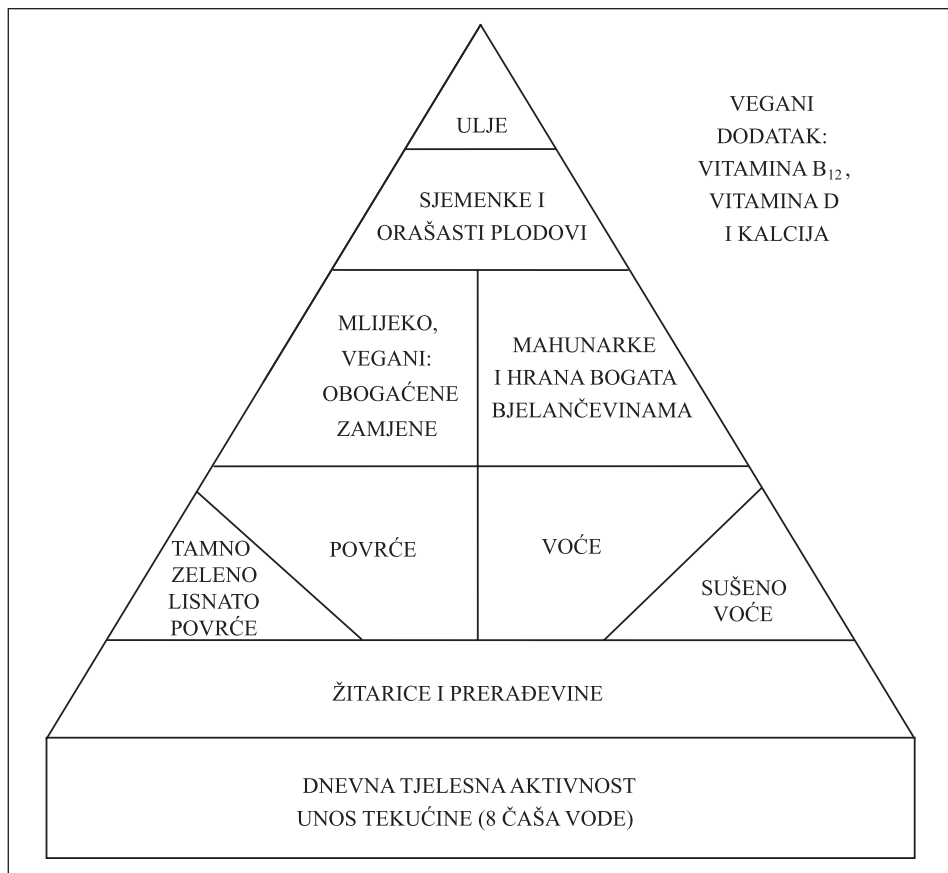 ULJE
VEGANI
DODATAK:
VITAMINA B₁₂,
VITAMINA D
I KALCIJA
SJEMENKE I
ORAŠASTI PLODOVI
MLIJEKO,
VEGANI:
OBOGAĆENE
ZAMJENE
MAHUNARKE
I HRANA BOGATA
BJELANČEVINAMA
TAMNO
ZELENO
LISNATO
POVRĆE
POVRĆE
VOĆE
SUŠENO
VOĆE
ŽITARICE I PRERAĐEVINE
DNEVNA TJELESNA AKTIVNOST
UNOS TEKUĆINE (8 ČAŠA VODE)